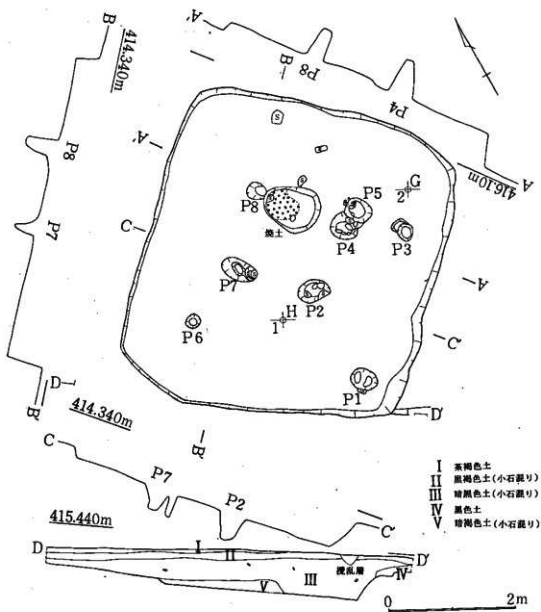 A'
B
414.340m
B
P8
P4
A
416.10m
S
A'
G
2
P5
P8
焼土
P4
P3
P8
P7
C
A
P7
P2
H
1
P6
C'
P1
D
B'
414.340m
D'
B'
C
P7
P2
C'
415.440m
D
I
II
III
IV
V
攪乱層
D'
I 茶褐色土
II 黒褐色土(小石混り)
III 暗黒色土(小石混り)
IV 黒色土
V 暗褐色土(小石混り)
0 2m